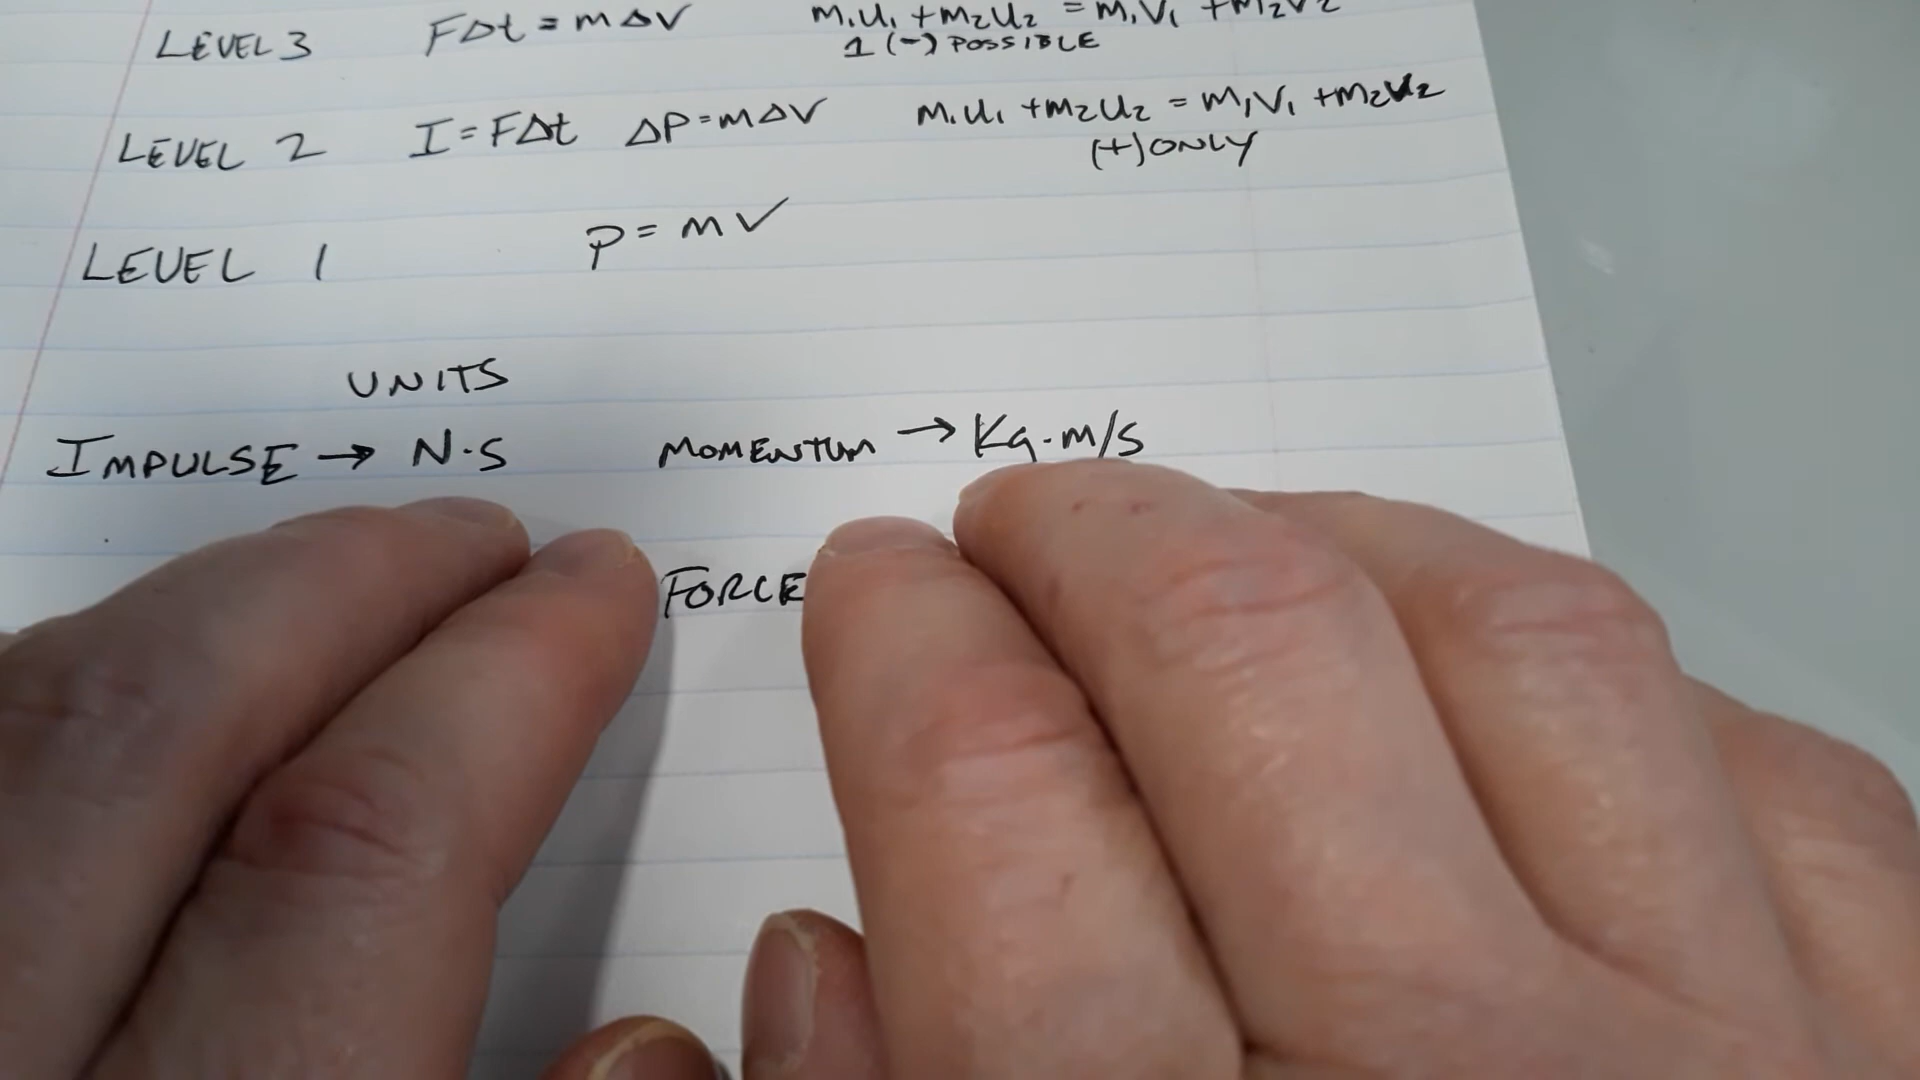 LEVEL 3 FΔt = mΔV m₁u₁ + m₂u₂ = m₁V₁ + m₂V₂
1 (-) POSSIBLE
LEVEL 2 I = FΔt ΔP = mΔV m₁u₁ + m₂u₂ = m₁V₁ + m₂V₂
(+) ONLY
LEVEL 1 P = mV
UNITS
IMPULSE → N·S MOMENTUM → Kg·m/s
FORCE